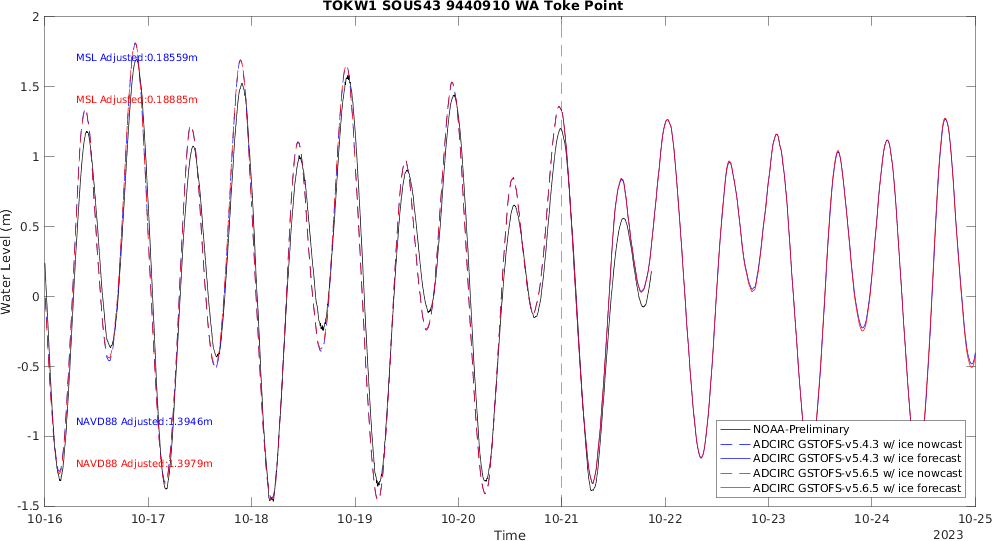 TOKW1 SOUS43 9440910 WA Toke Point
2
1.5
1
0.5
0
-0.5
-1
-1.5
Water Level (m)
MSL Adjusted:0.18559m
MSL Adjusted:0.18885m
NAVD88 Adjusted:1.3946m
NAVD88 Adjusted:1.3979m
NOAA-Preliminary
ADCIRC GSTOFS-v5.4.3 w/ ice nowcast
ADCIRC GSTOFS-v5.4.3 w/ ice forecast
ADCIRC GSTOFS-v5.6.5 w/ ice nowcast
ADCIRC GSTOFS-v5.6.5 w/ ice forecast
10-16 10-17 10-18 10-19 10-20 10-21 10-22 10-23 10-24 10-25
Time
2023